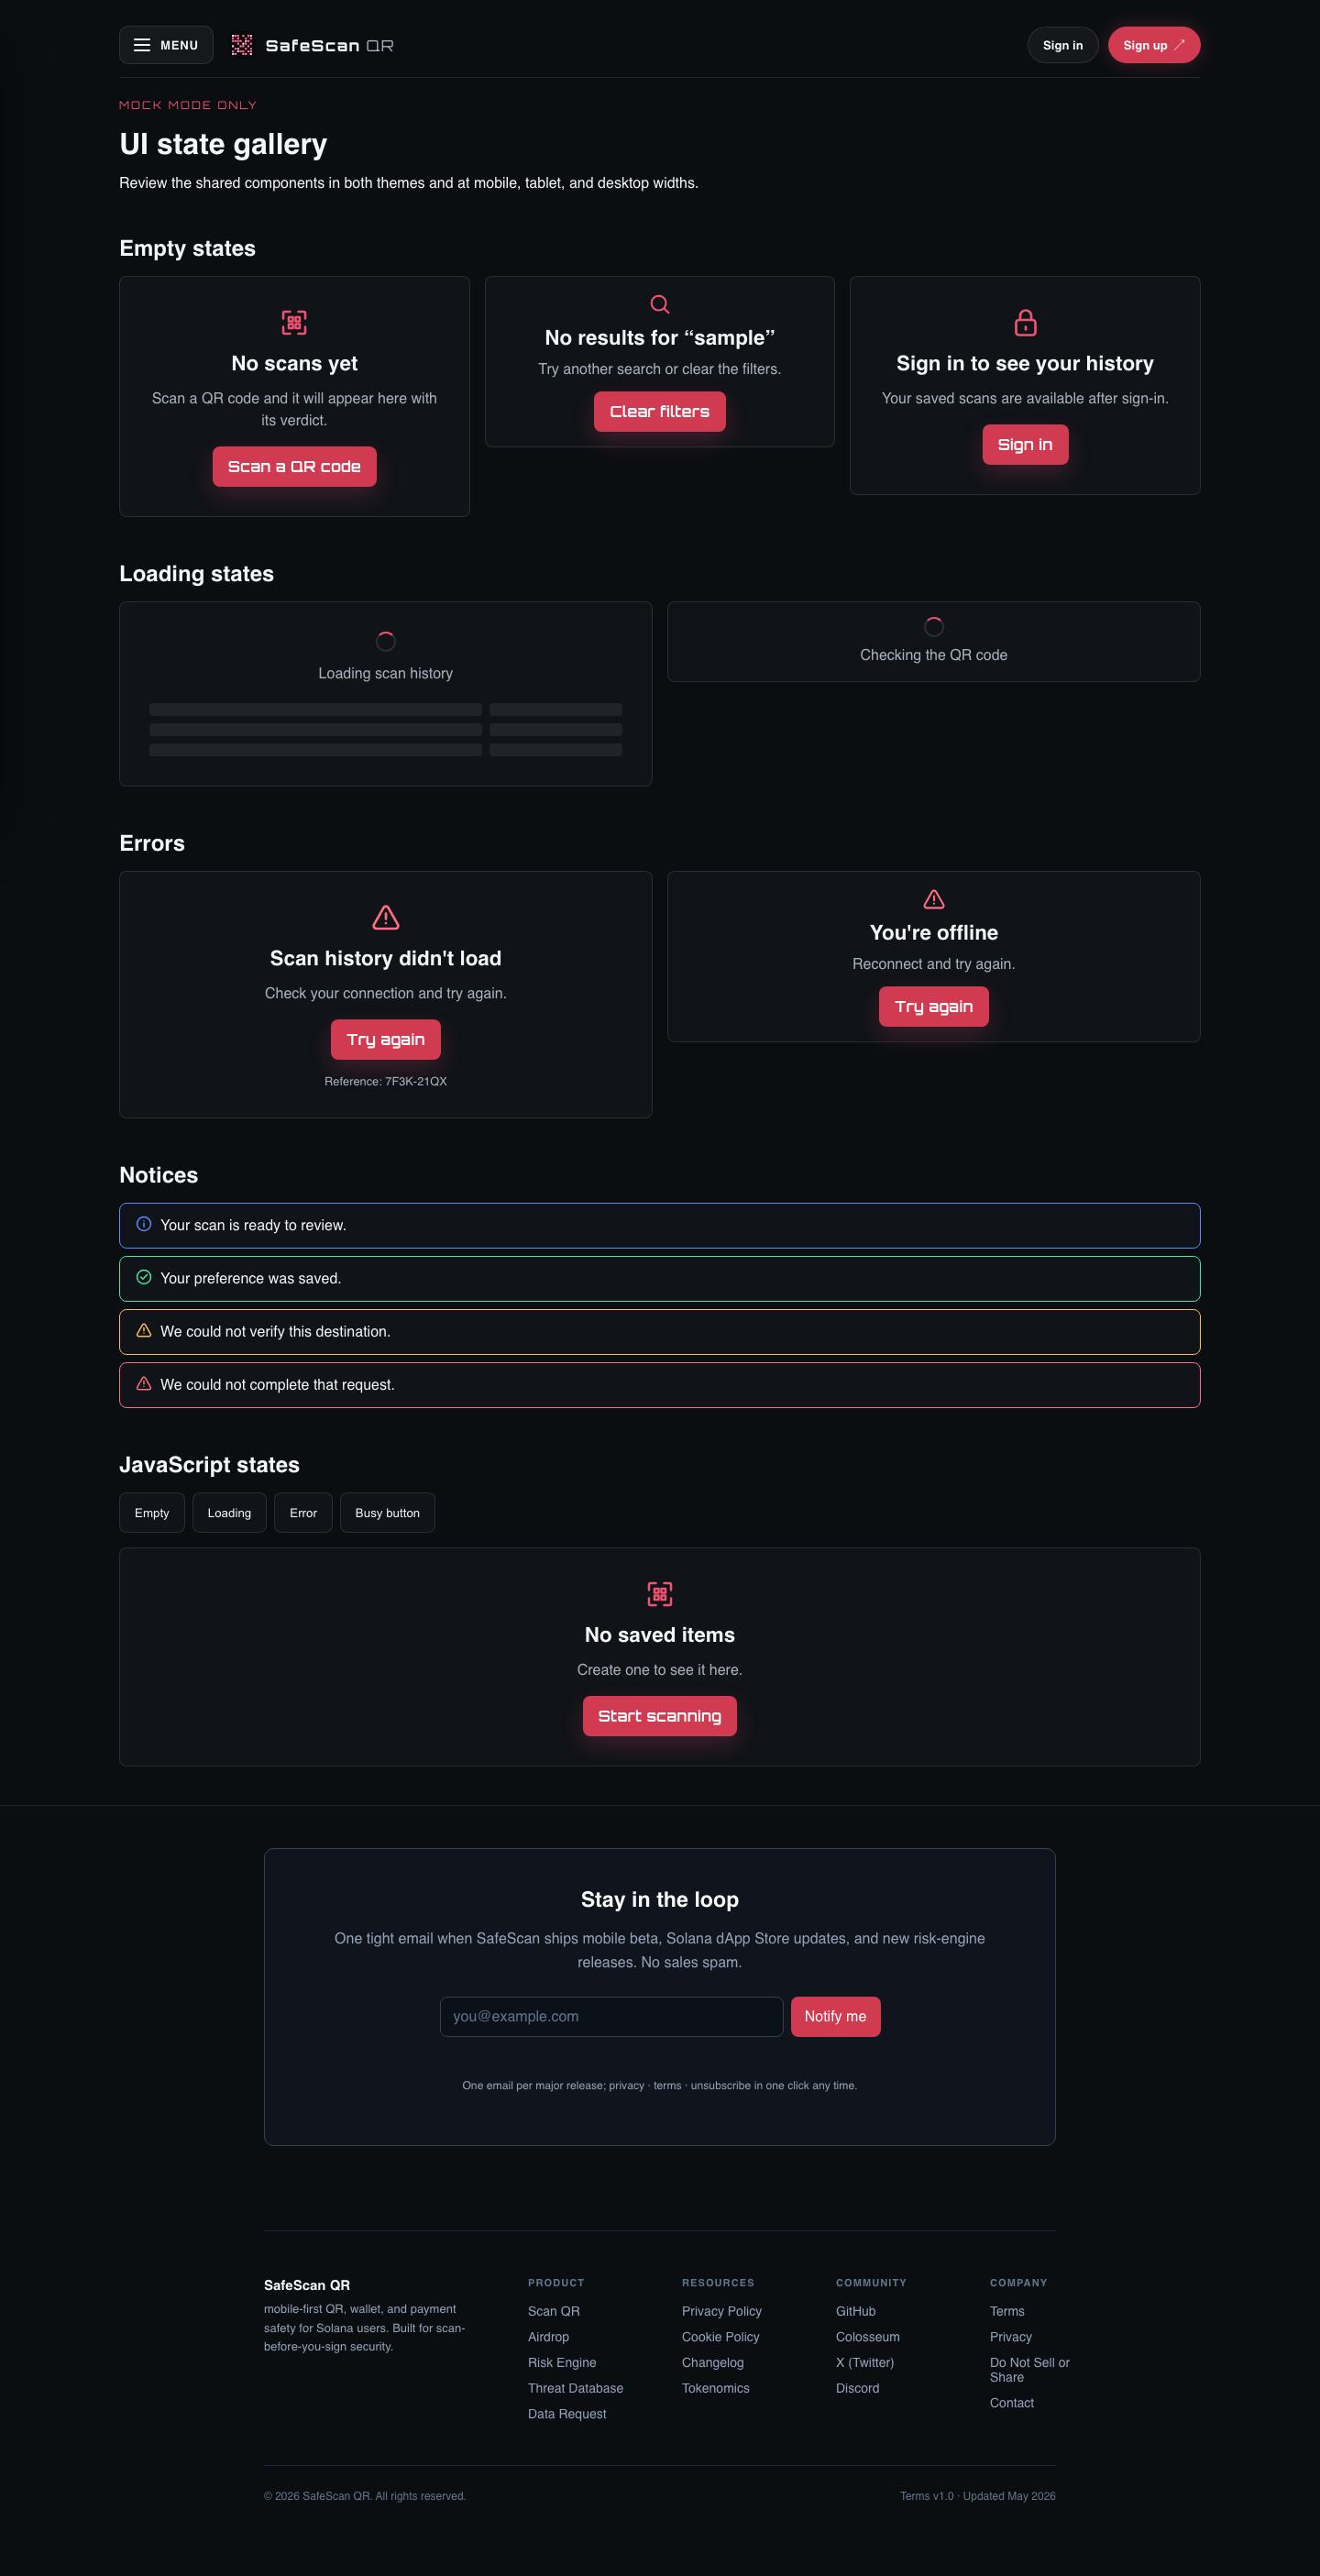 MENU
SafeScan QR
Sign in
Sign up ↗
MOCK MODE ONLY
UI state gallery
Review the shared components in both themes and at mobile, tablet, and desktop widths.
Empty states
No scans yet
Scan a QR code and it will appear here with
its verdict.
Scan a QR code
No results for “sample”
Try another search or clear the filters.
Clear filters
Sign in to see your history
Your saved scans are available after sign-in.
Sign in
Loading states
Loading scan history
Checking the QR code
Errors
Scan history didn't load
Check your connection and try again.
Try again
Reference: 7F3K-21QX
You're offline
Reconnect and try again.
Try again
Notices
Your scan is ready to review.
Your preference was saved.
We could not verify this destination.
We could not complete that request.
JavaScript states
Empty
Loading
Error
Busy button
No saved items
Create one to see it here.
Start scanning
Stay in the loop
One tight email when SafeScan ships mobile beta, Solana dApp Store updates, and new risk-engine
releases. No sales spam.
you@example.com
Notify me
One email per major release; privacy · terms · unsubscribe in one click any time.
SafeScan QR
mobile-first QR, wallet, and payment
safety for Solana users. Built for scan-
before-you-sign security.
PRODUCT
Scan QR
Airdrop
Risk Engine
Threat Database
Data Request
RESOURCES
Privacy Policy
Cookie Policy
Changelog
Tokenomics
COMMUNITY
GitHub
Colosseum
X (Twitter)
Discord
COMPANY
Terms
Privacy
Do Not Sell or
Share
Contact
© 2026 SafeScan QR. All rights reserved.
Terms v1.0 · Updated May 2026